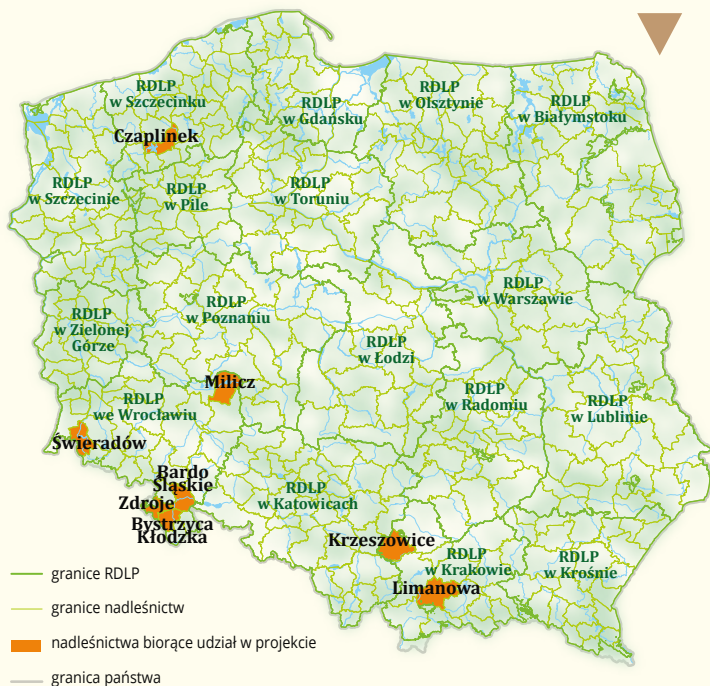 RDLP
w Szczecinku
RDLP
w Gdańsku
RDLP
w Olsztynie
RDLP
w Białymstoku
Czaplinek
RDLP
w Szczecinie
RDLP
w Pile
RDLP
w Toruniu
RDLP
w Warszawie
RDLP
w Poznaniu
RDLP
w Zielonej
Górze
RDLP
w Łodzi
Milicz
RDLP
w Radomiu
RDLP
w Lublinie
RDLP
we Wrocławiu
Świeradów
Bardo
Śląskie
Zdroje
Bystrzyca
Kłodzka
RDLP
w Katowicach
Krzeszowice
RDLP
w Krakowie
RDLP
w Krośnie
Limanowa
granice RDLP
granice nadleśnictw
nadleśnictwa biorące udział w projekcie
granica państwa